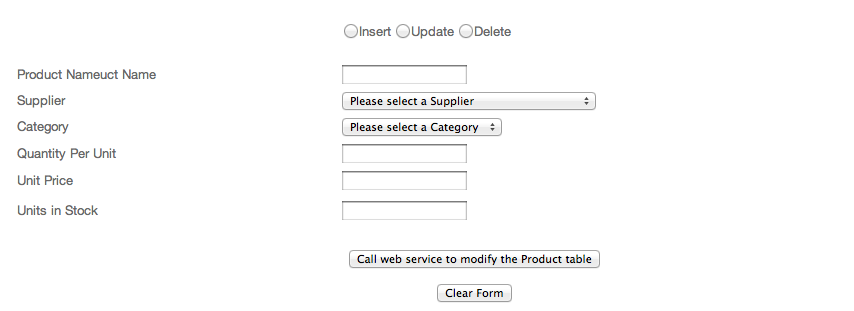 Insert Update Delete
Product Nameuct Name
Supplier Please select a Supplier
Category Please select a Category
Quantity Per Unit
Unit Price
Units in Stock
Call web service to modify the Product table
Clear Form